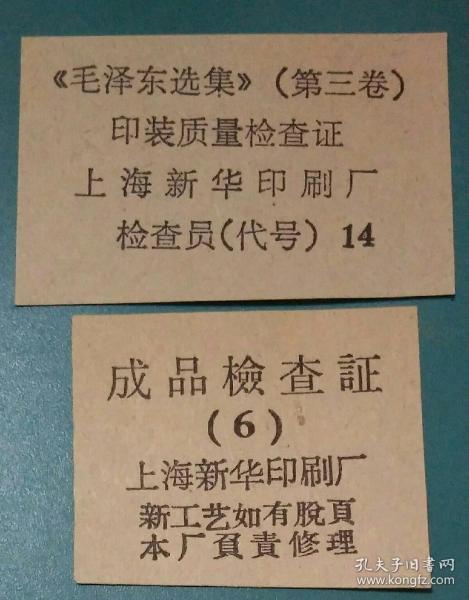 《毛泽东选集》(第三卷)
印装质量检查证
上海新华印刷厂
检查员(代号) 14
成品檢查証
(6)
上海新华印刷厂
新工艺如有脫頁
本厂負責修理
孔夫子旧书网
www.kongfz.com